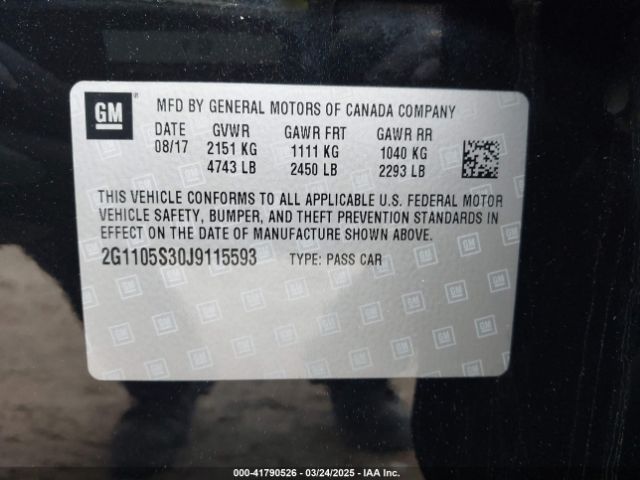 GM
MFD BY GENERAL MOTORS OF CANADA COMPANY
DATE GVWR GAWR FRT GAWR RR
08/17 2151 KG 1111 KG 1040 KG
4743 LB 2450 LB 2293 LB
THIS VEHICLE CONFORMS TO ALL APPLICABLE U.S. FEDERAL MOTOR
VEHICLE SAFETY, BUMPER, AND THEFT PREVENTION STANDARDS IN
EFFECT ON THE DATE OF MANUFACTURE SHOWN ABOVE.
2G1105S30J9115593 TYPE: PASS CAR
000-41790526 - 03/24/2025 - IAA Inc.